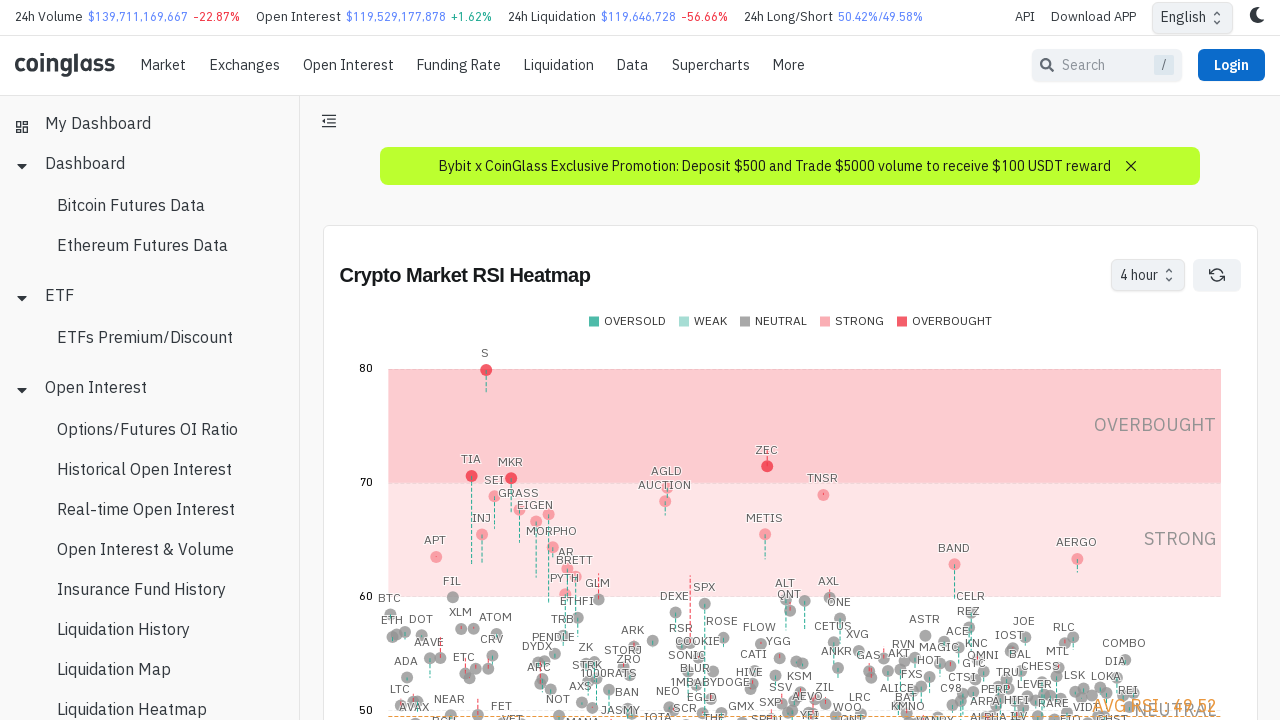 24h Volume $139,711,169,667 -22.87% Open Interest $119,529,177,878 +1.62% 24h Liquidation $119,646,728 -56.66% 24h Long/Short 50.42%/49.58% API Download APP English
coinglass Market Exchanges Open Interest Funding Rate Liquidation Data Supercharts More Search / Login
My Dashboard
Dashboard
Bitcoin Futures Data
Ethereum Futures Data
ETF
ETFs Premium/Discount
Open Interest
Options/Futures OI Ratio
Historical Open Interest
Real-time Open Interest
Open Interest & Volume
Insurance Fund History
Liquidation History
Liquidation Map
Liquidation Heatmap
Bybit x CoinGlass Exclusive Promotion: Deposit $500 and Trade $5000 volume to receive $100 USDT reward
Crypto Market RSI Heatmap 4 hour
OVERSOLD WEAK NEUTRAL STRONG OVERBOUGHT
S
80
OVERBOUGHT
ZEC
TIA MKR
AGLD
SEI TNSR
70
AUCTION
GRASS
EIGEN
INJ METIS
MORPHO
APT STRONG
AERGO
AR BAND
BRETT
PYTH
FIL GLM SPX ALT AXL
60
BTC ETHFI DEXE QNT ONE CELR
XLM REZ
ETH DOT ATOM TRB ROSE ASTR JOE
ARK RSR FLOW CETUS XVG ACE IOST RLC
AAVE CRV PENDLE COOKIE YGG RVN KNC COMBO
DYDX ZK STORJ ANKR MAGIC MTL
ETC SONIC CATI GAS AKT OMNI BAL
ADA ARC STRK ZRO BLUR HOT GTC CHESS DIA
1000RATS HIVE KSM FXS CTSI TRU LSK LOKA
LTC AXS BAN NEO 1MBABYDOGE SSV ZIL ALICE C98 PERP LEVER REI
NEAR NOT EGLD AEVO LRC BAT ARPA HIFI RARE
AVAX FET JASMY SCR GMX SXP WOO KMNO VIDT AVG RSI: 49.52
50 NEUTRAL
IOTA